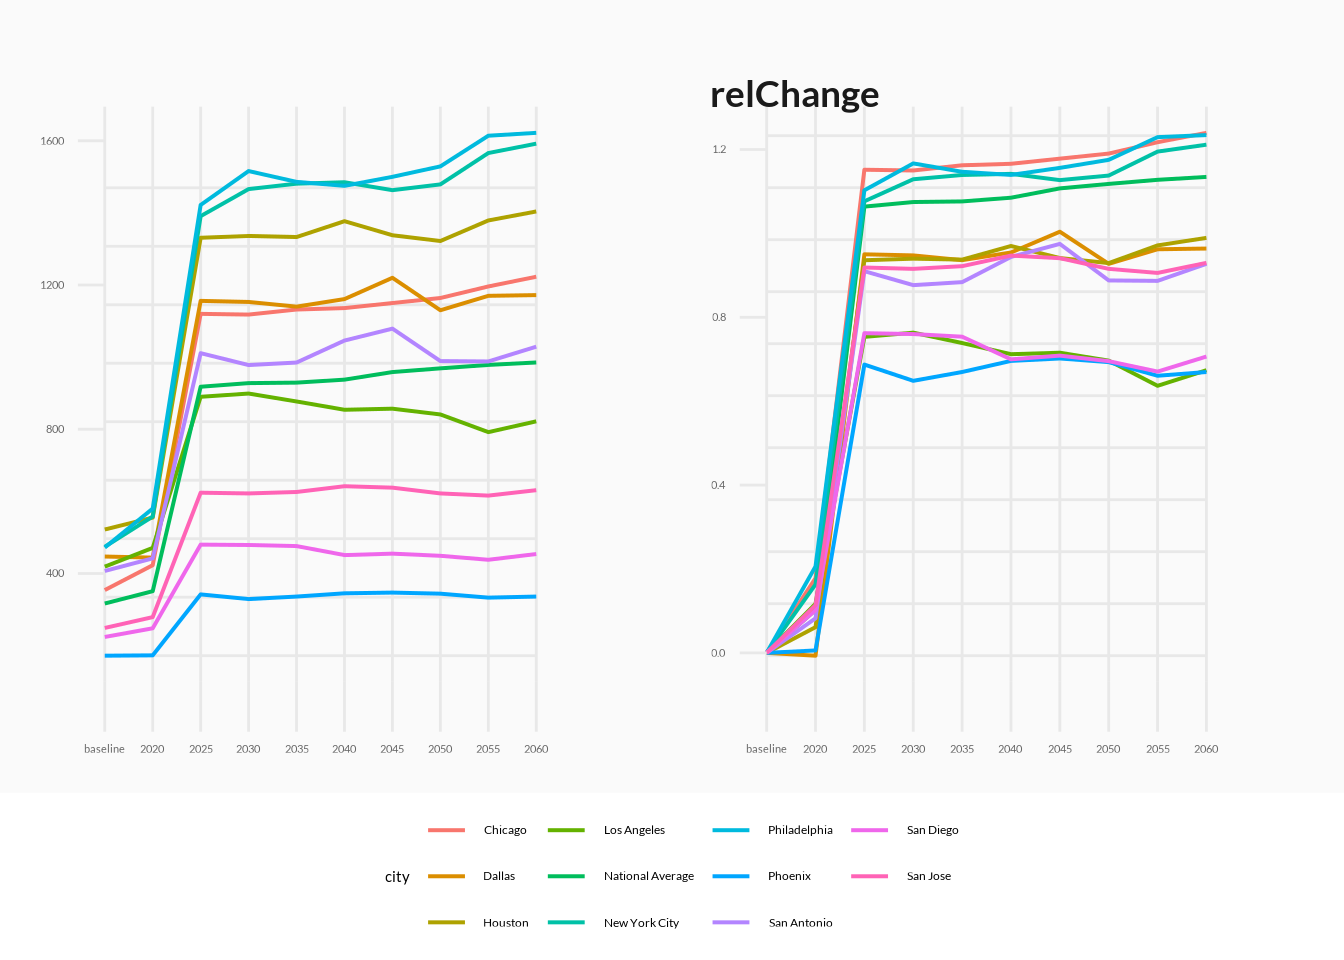 relChange
1600
1200
800
400
baseline 2020 2025 2030 2035 2040 2045 2050 2055 2060
1.2
0.8
0.4
0.0
baseline 2020 2025 2030 2035 2040 2045 2050 2055 2060
city
Chicago
Dallas
Houston
Los Angeles
National Average
New York City
Philadelphia
Phoenix
San Antonio
San Diego
San Jose